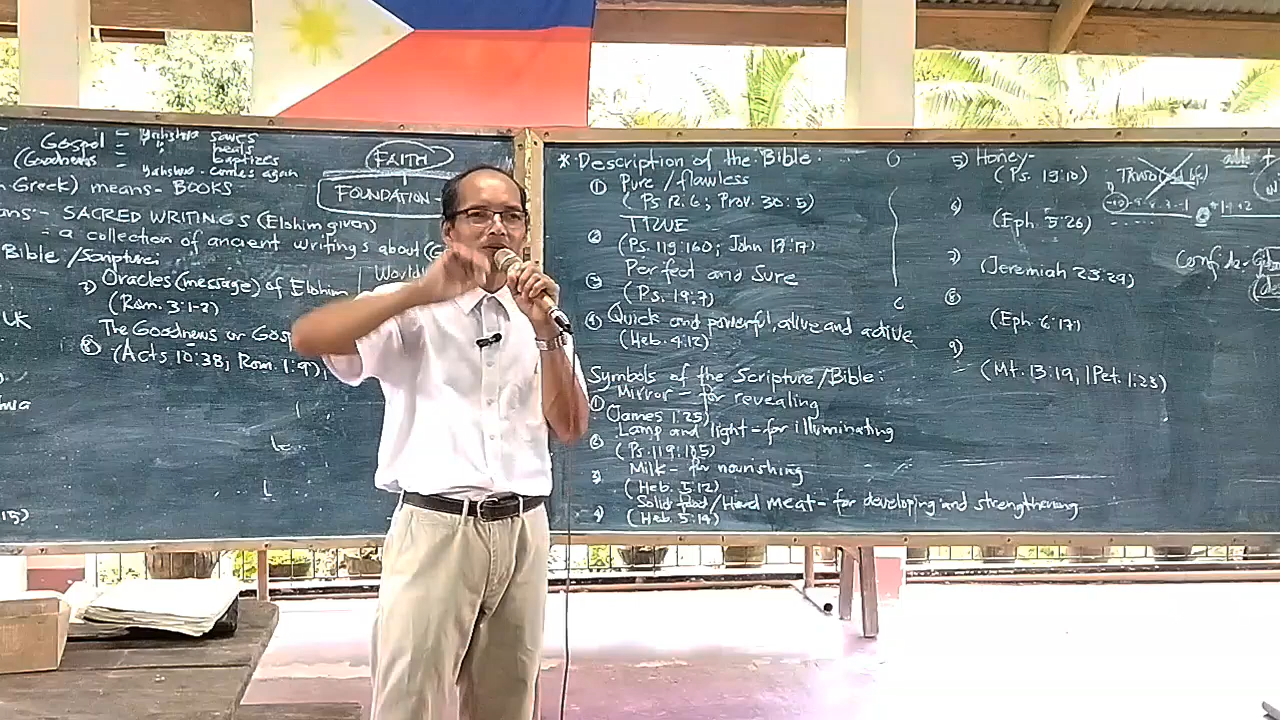 Gospel = Yahshua saves
(Goodnews = " heals
baptizes
Yahshua - comes again
Greek) means - BOOKS
FAITH
FOUNDATION -
- SACRED WRITINGS (Elohim given)
= a collection of ancient writings about (
Bible /Scripture:
7) Oracles (message) of Elohim
(Rom. 3:1-2)
World
UK
The Goodnews or Gos
8 (Acts 10:38; Rom. 1:9),
15)
* Description of the Bible:
1 Pure / flawless
(Ps 12:6; Prov. 30:5)
TRUE
2 (Ps. 119:160; John 17:17)
Perfect and Sure
3 (Ps. 19:7)
4 Quick and powerful, alive and active
(Heb. 4:12)
Symbols of the Scripture/Bible:
1 Mirror - for revealing
(James 1:25)
Lamp and light - for illuminating
2 (Ps. 119:105)
3) Milk - for nourishing
(Heb. 5:12)
Solid food/Hard meat - for developing and strengthening
4) (Heb. 5:14)
5) Honey-
(Ps. 19:10)
6)
(Eph. 5:26)
7)
(Jeremiah 23:29)
8
(Eph. 6:17)
9)
(Mt. 13:19, 1Pet. 1:23)